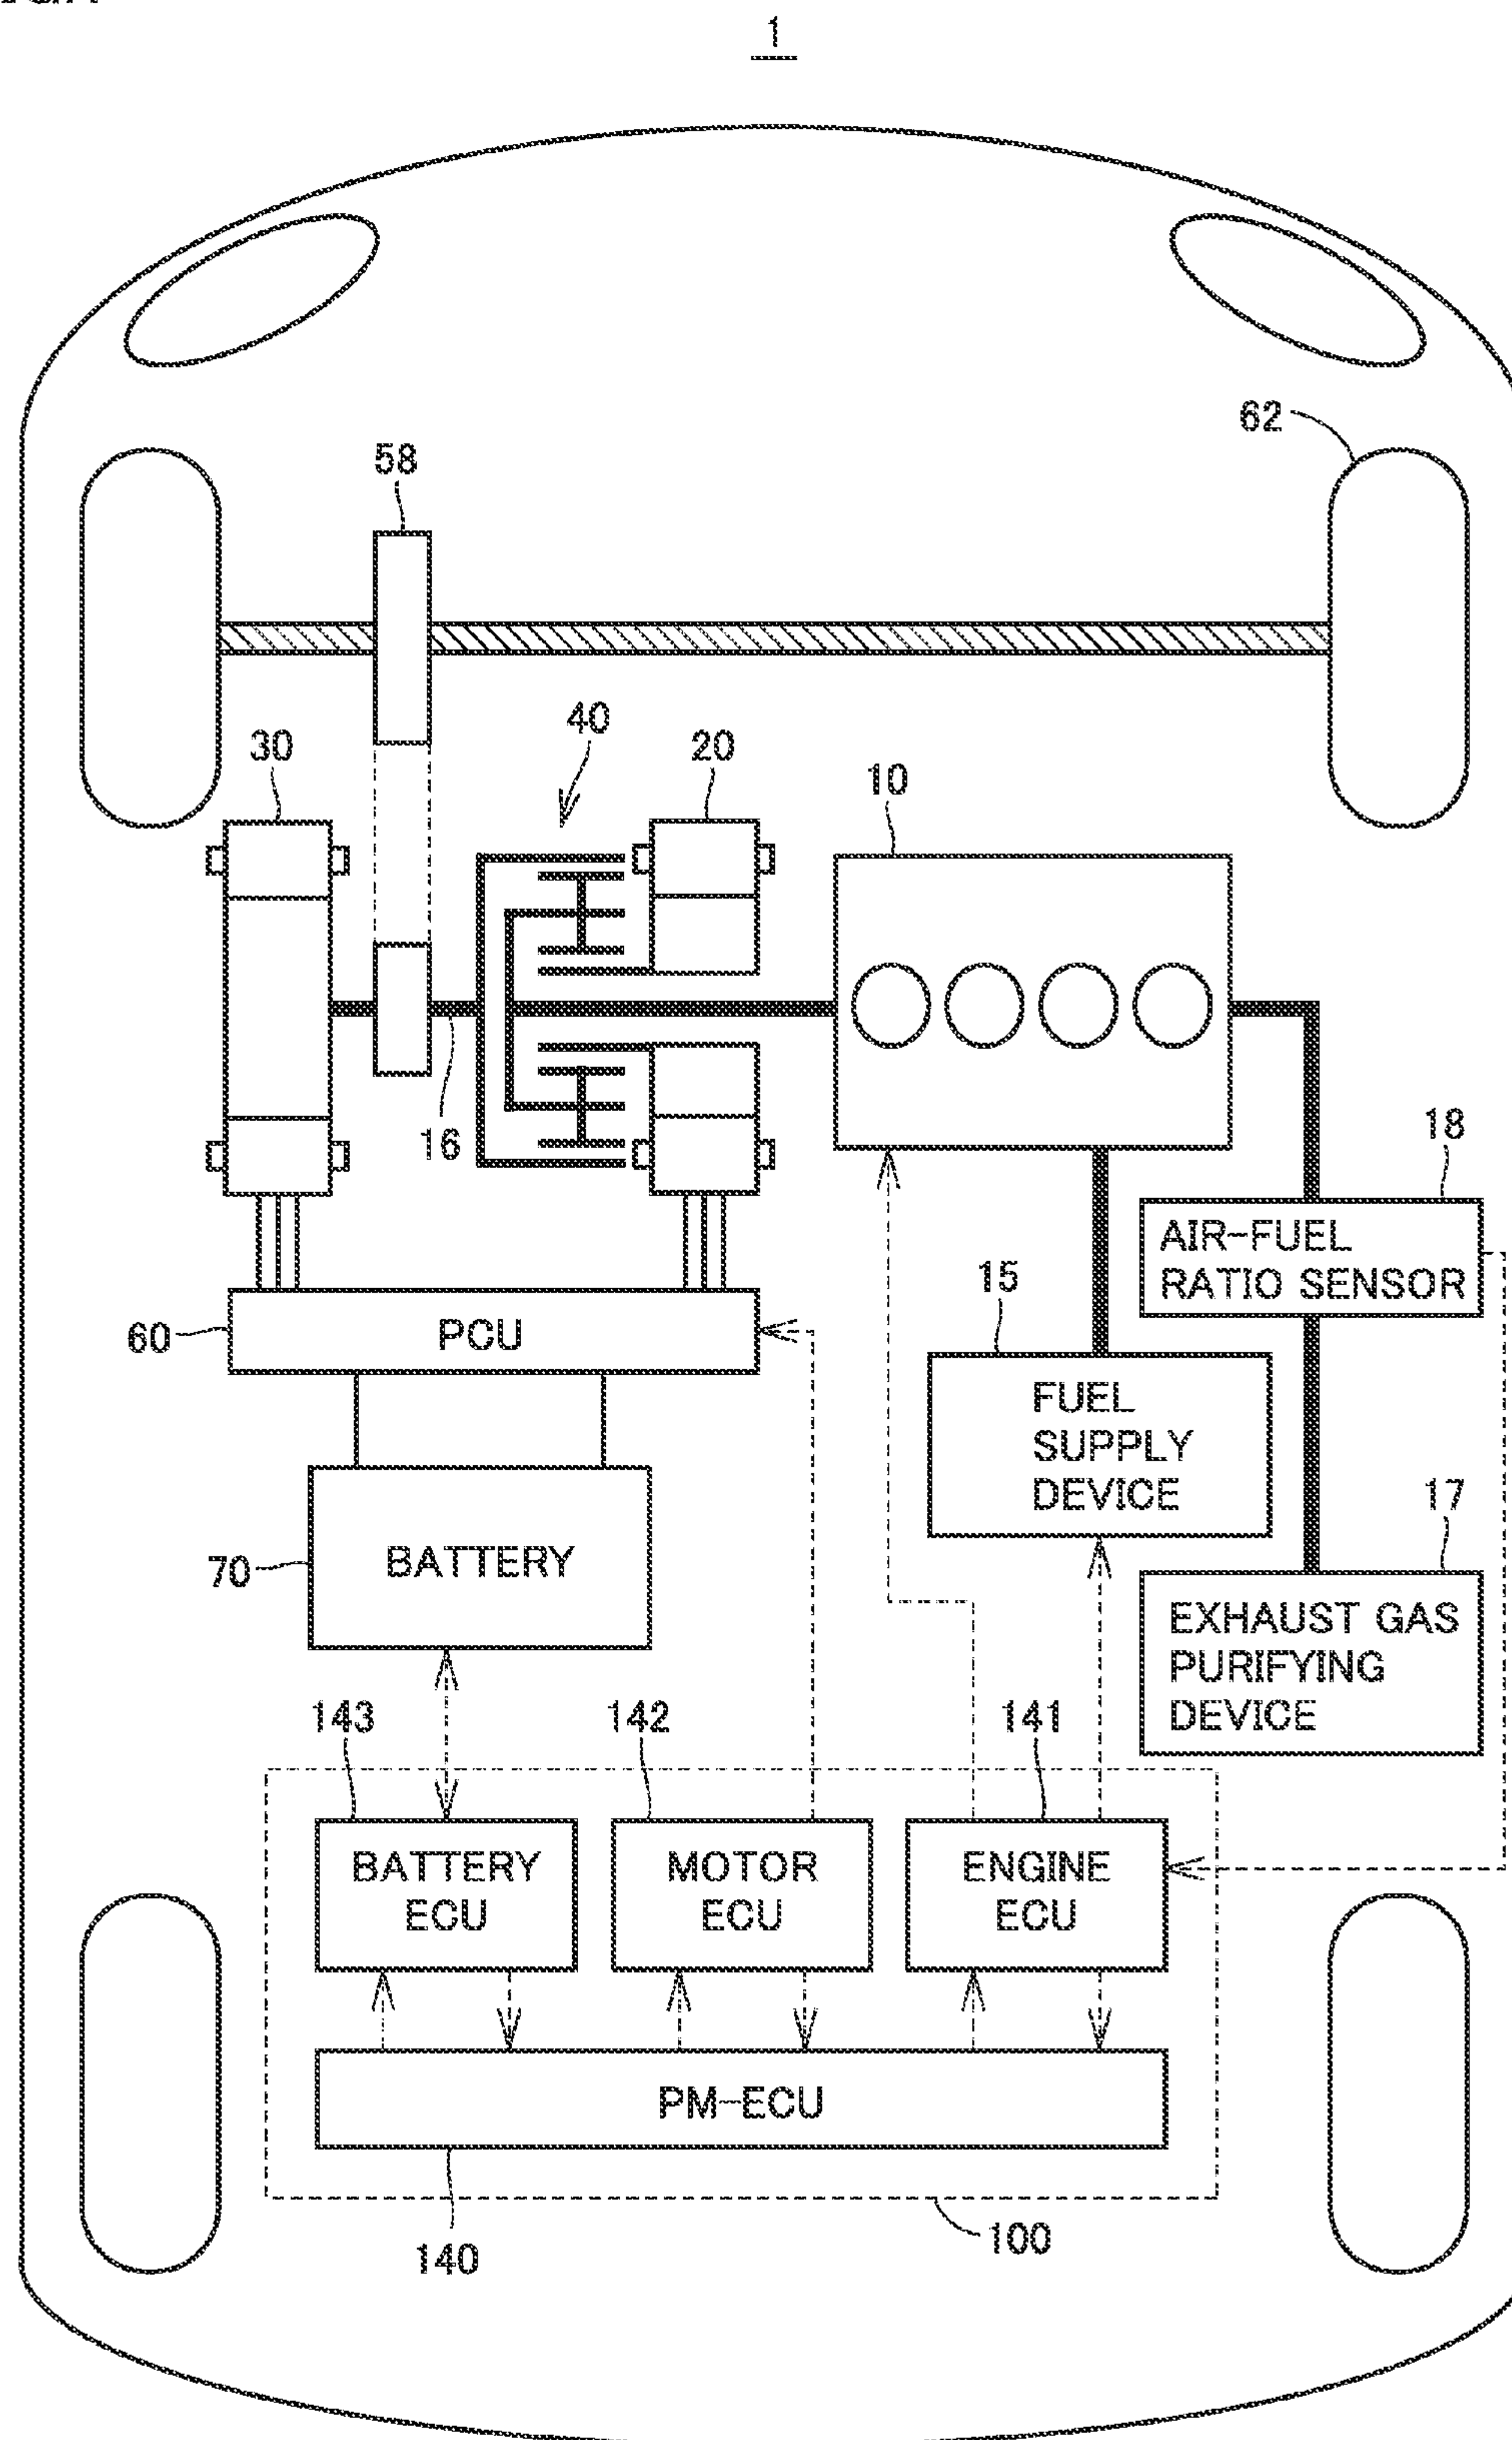 1
62
58
40
30
20
10
16
18
AIR-FUEL
RATIO SENSOR
15
60
PCU
FUEL
SUPPLY
DEVICE
17
70
BATTERY
EXHAUST GAS
PURIFYING
DEVICE
143
142
141
BATTERY
ECU
MOTOR
ECU
ENGINE
ECU
PM-ECU
100
140